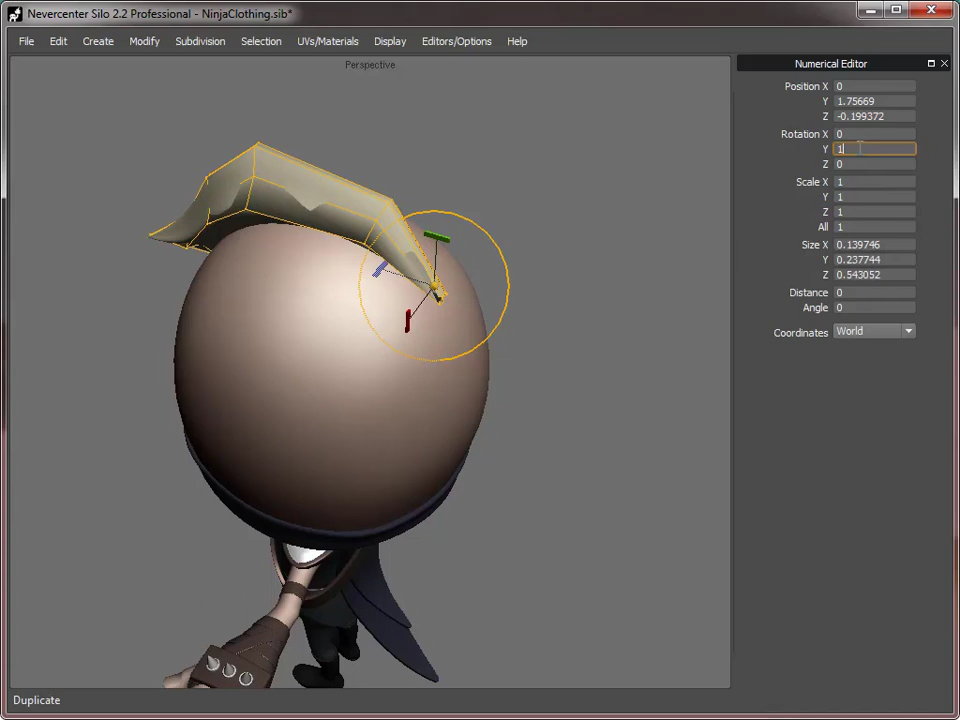 Nevercenter Silo 2.2 Professional - NinjaClothing.sib*
File Edit Create Modify Subdivision Selection UVs/Materials Display Editors/Options Help
Perspective
Numerical Editor
Position X 0
Y 1.75669
Z -0.199372
Rotation X 0
Y 1
Z 0
Scale X 1
Y 1
Z 1
All 1
Size X 0.139746
Y 0.237744
Z 0.543052
Distance 0
Angle 0
Coordinates World
Duplicate